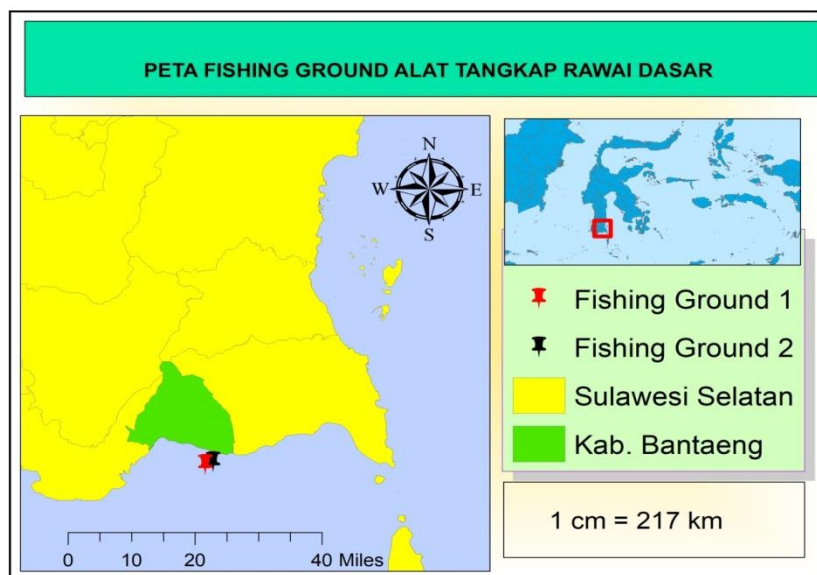 PETA FISHING GROUND ALAT TANGKAP RAWAI DASAR
N
W E
S
Fishing Ground 1
Fishing Ground 2
Sulawesi Selatan
Kab. Bantaeng
0 10 20 40 Miles
1 cm = 217 km